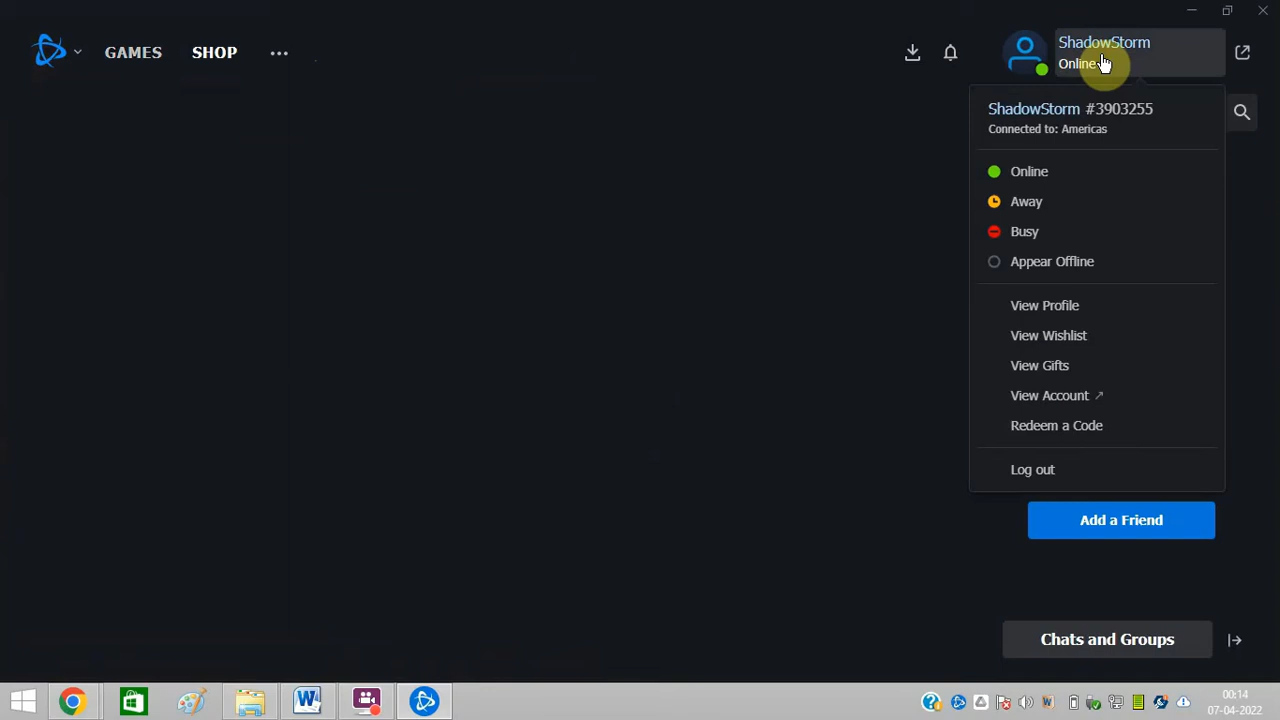 GAMES
SHOP
ShadowStorm
Online
ShadowStorm #3903255
Connected to: Americas
Online
Away
Busy
Appear Offline
View Profile
View Wishlist
View Gifts
View Account ↗
Redeem a Code
Log out
Add a Friend
Chats and Groups
00:14
07-04-2022